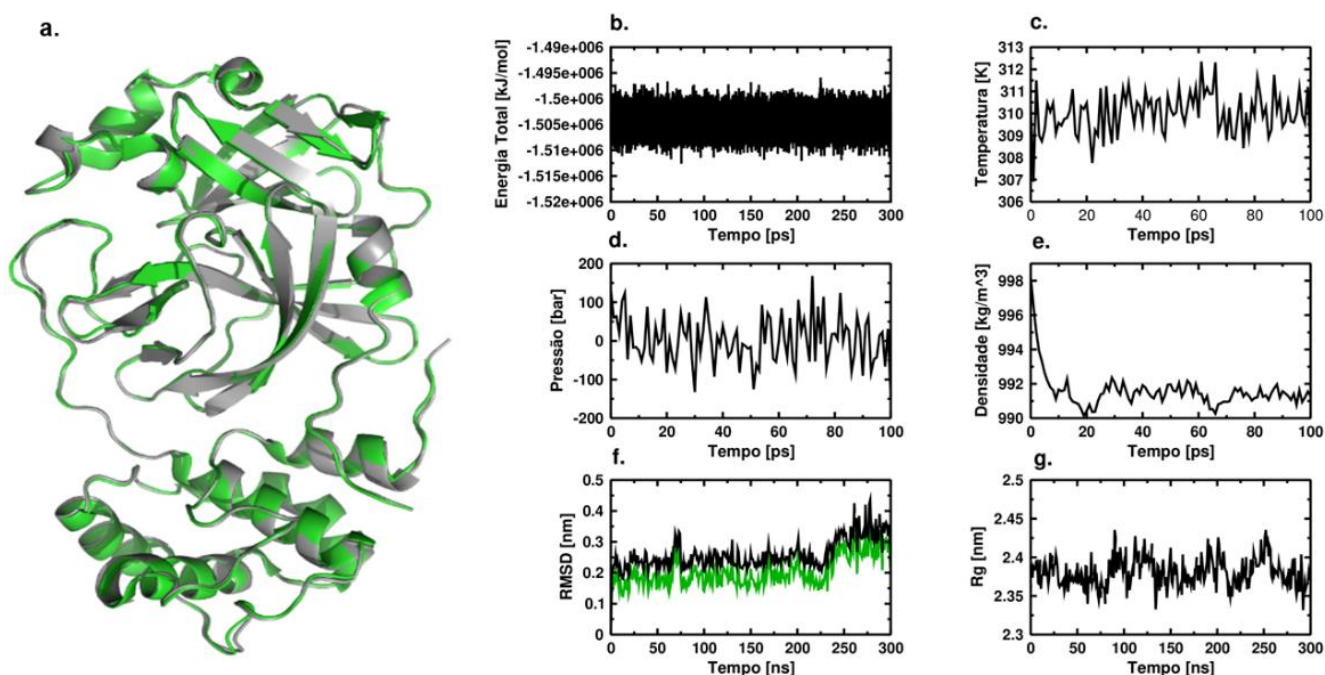 a.
b.
Energia Total [kJ/mol]
-1.49e+006
-1.495e+006
-1.5e+006
-1.505e+006
-1.51e+006
-1.515e+006
-1.52e+006
0 50 100 150 200 250 300
Tempo [ps]
c.
Temperatura [K]
313
312
311
310
309
308
307
306
0 20 40 60 80 100
Tempo [ps]
d.
Pressão [bar]
200
100
0
-100
-200
0 20 40 60 80 100
Tempo [ps]
e.
Densidade [kg/m^3]
998
996
994
992
990
0 20 40 60 80 100
Tempo [ps]
f.
RMSD [nm]
0.5
0.4
0.3
0.2
0.1
0
0 50 100 150 200 250 300
Tempo [ns]
g.
Rg [nm]
2.5
2.45
2.4
2.35
2.3
0 50 100 150 200 250 300
Tempo [ns]